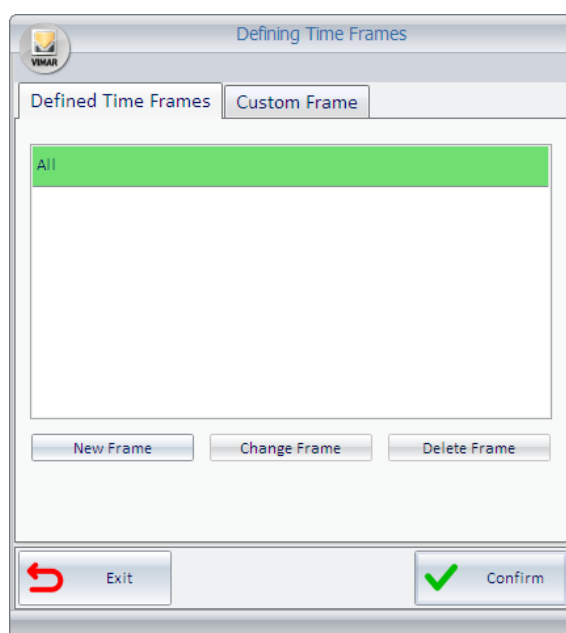 Defining Time Frames
VIMAR
Defined Time Frames Custom Frame
All
New Frame Change Frame Delete Frame
Exit Confirm